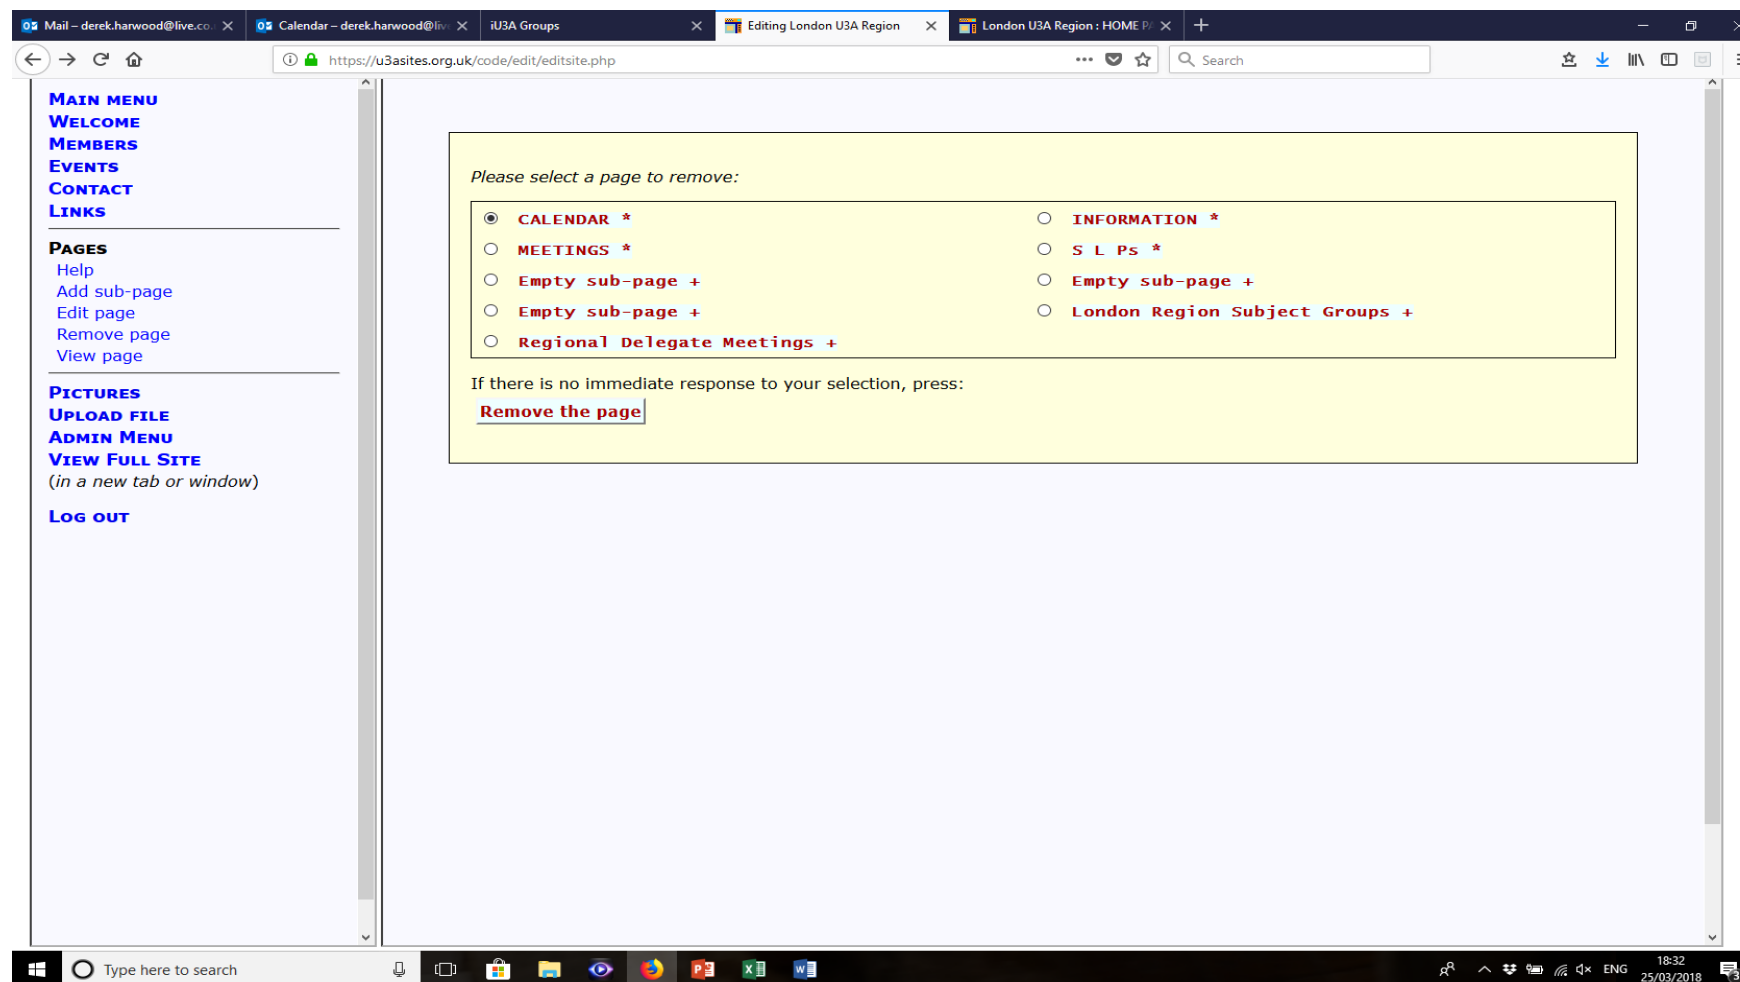 Mail – derek.harwood@live.co.
Calendar – derek.harwood@liv
iU3A Groups
Editing London U3A Region
London U3A Region : HOME P
https://u3asites.org.uk/code/edit/editsite.php
Search
MAIN MENU
WELCOME
MEMBERS
EVENTS
CONTACT
LINKS
PAGES
Help
Add sub-page
Edit page
Remove page
View page
PICTURES
UPLOAD FILE
ADMIN MENU
VIEW FULL SITE
(in a new tab or window)
LOG OUT
Please select a page to remove:
CALENDAR *
INFORMATION *
MEETINGS *
S L Ps *
Empty sub-page +
Empty sub-page +
Empty sub-page +
London Region Subject Groups +
Regional Delegate Meetings +
If there is no immediate response to your selection, press:
Remove the page
Type here to search
ENG
18:32
25/03/2018